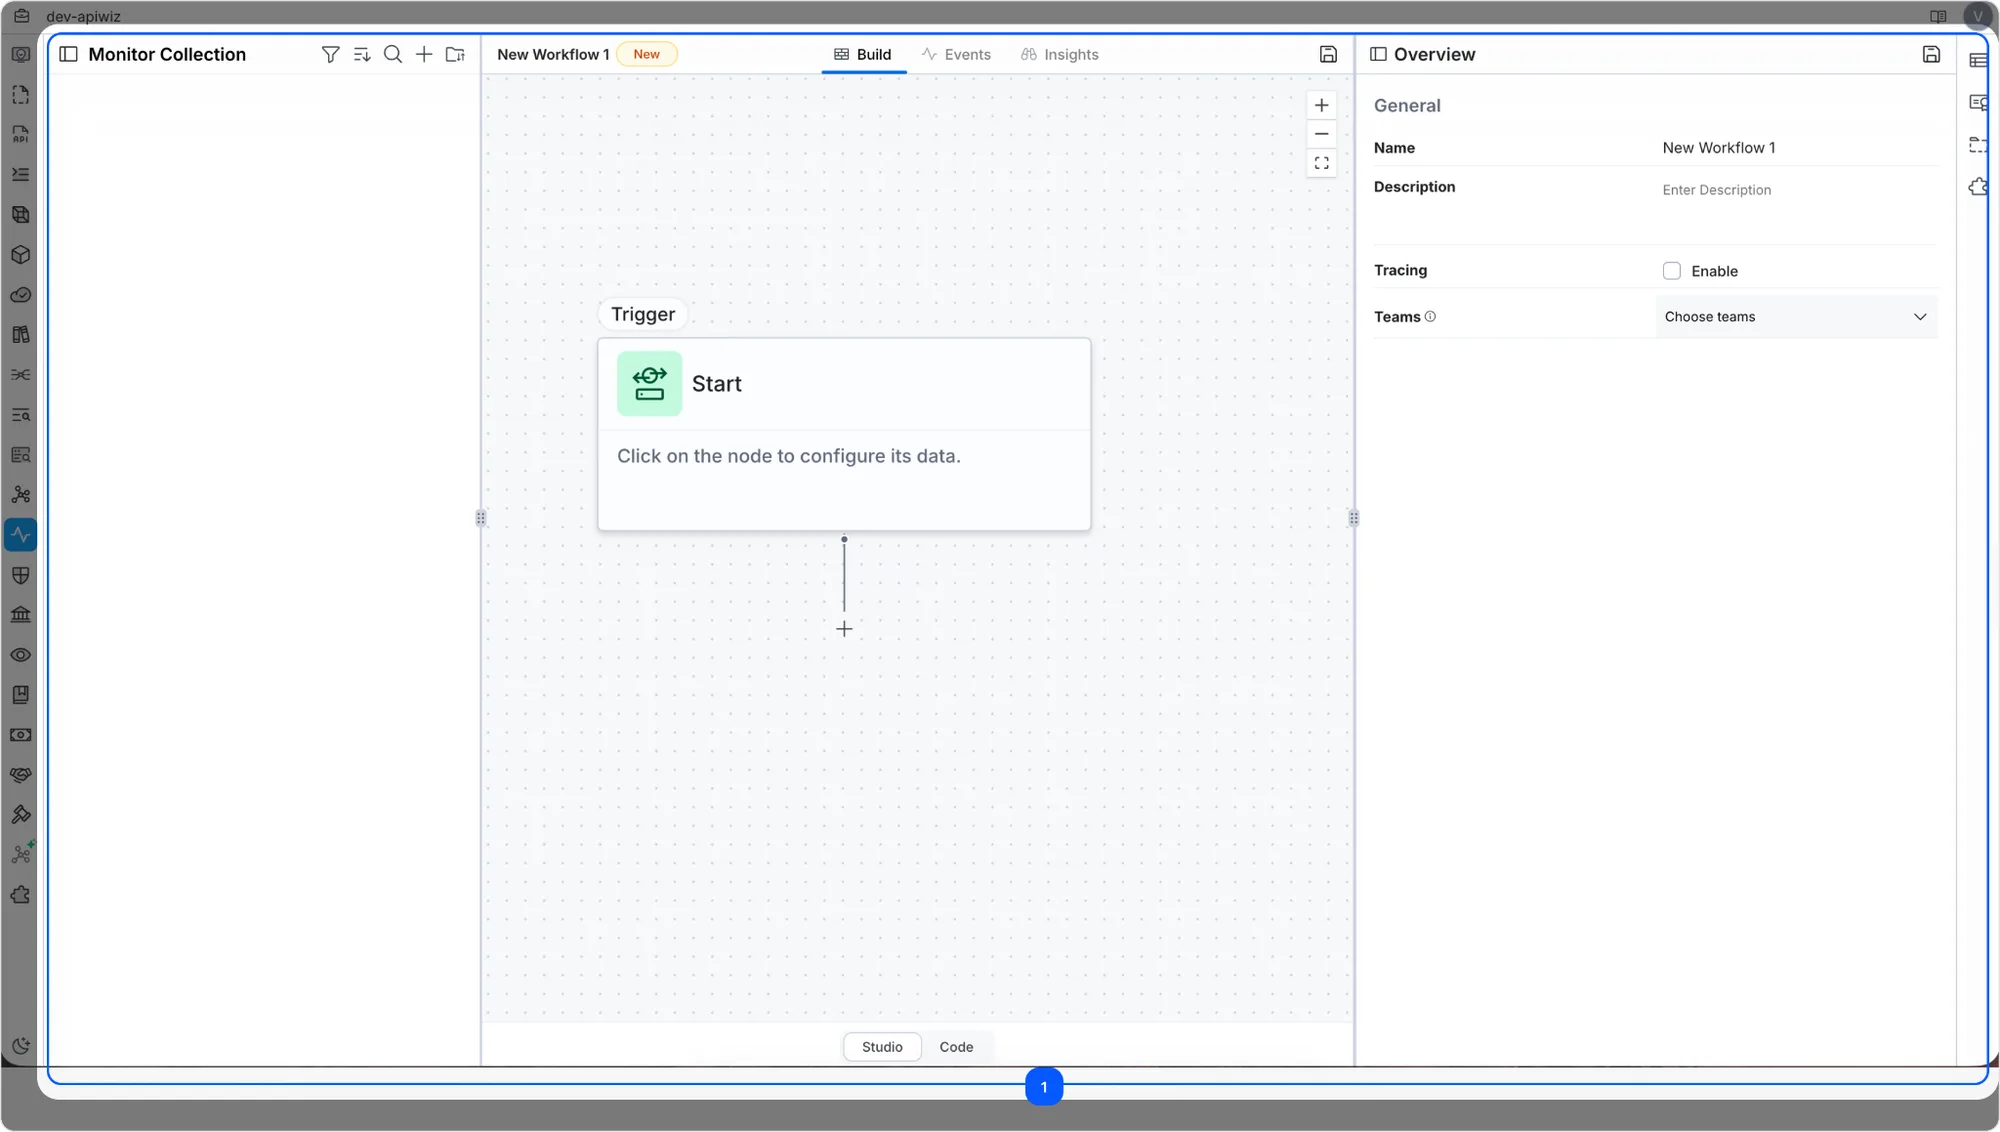 dev-apiwiz
V
Monitor Collection
New Workflow 1 New
Build
Events
Insights
Overview
General
Name
New Workflow 1
Description
Enter Description
Tracing
Enable
Teams
Choose teams
API
Trigger
Start
Click on the node to configure its data.
Studio
Code
1